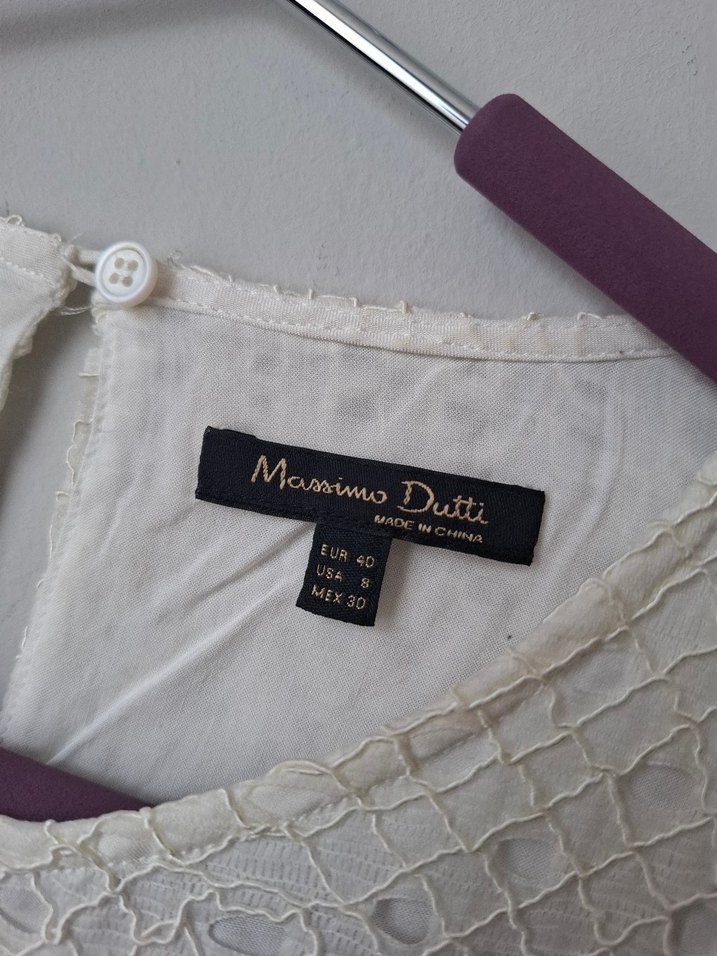 Massimo Dutti
MADE IN CHINA
EUR 40
USA 8
MEX 30